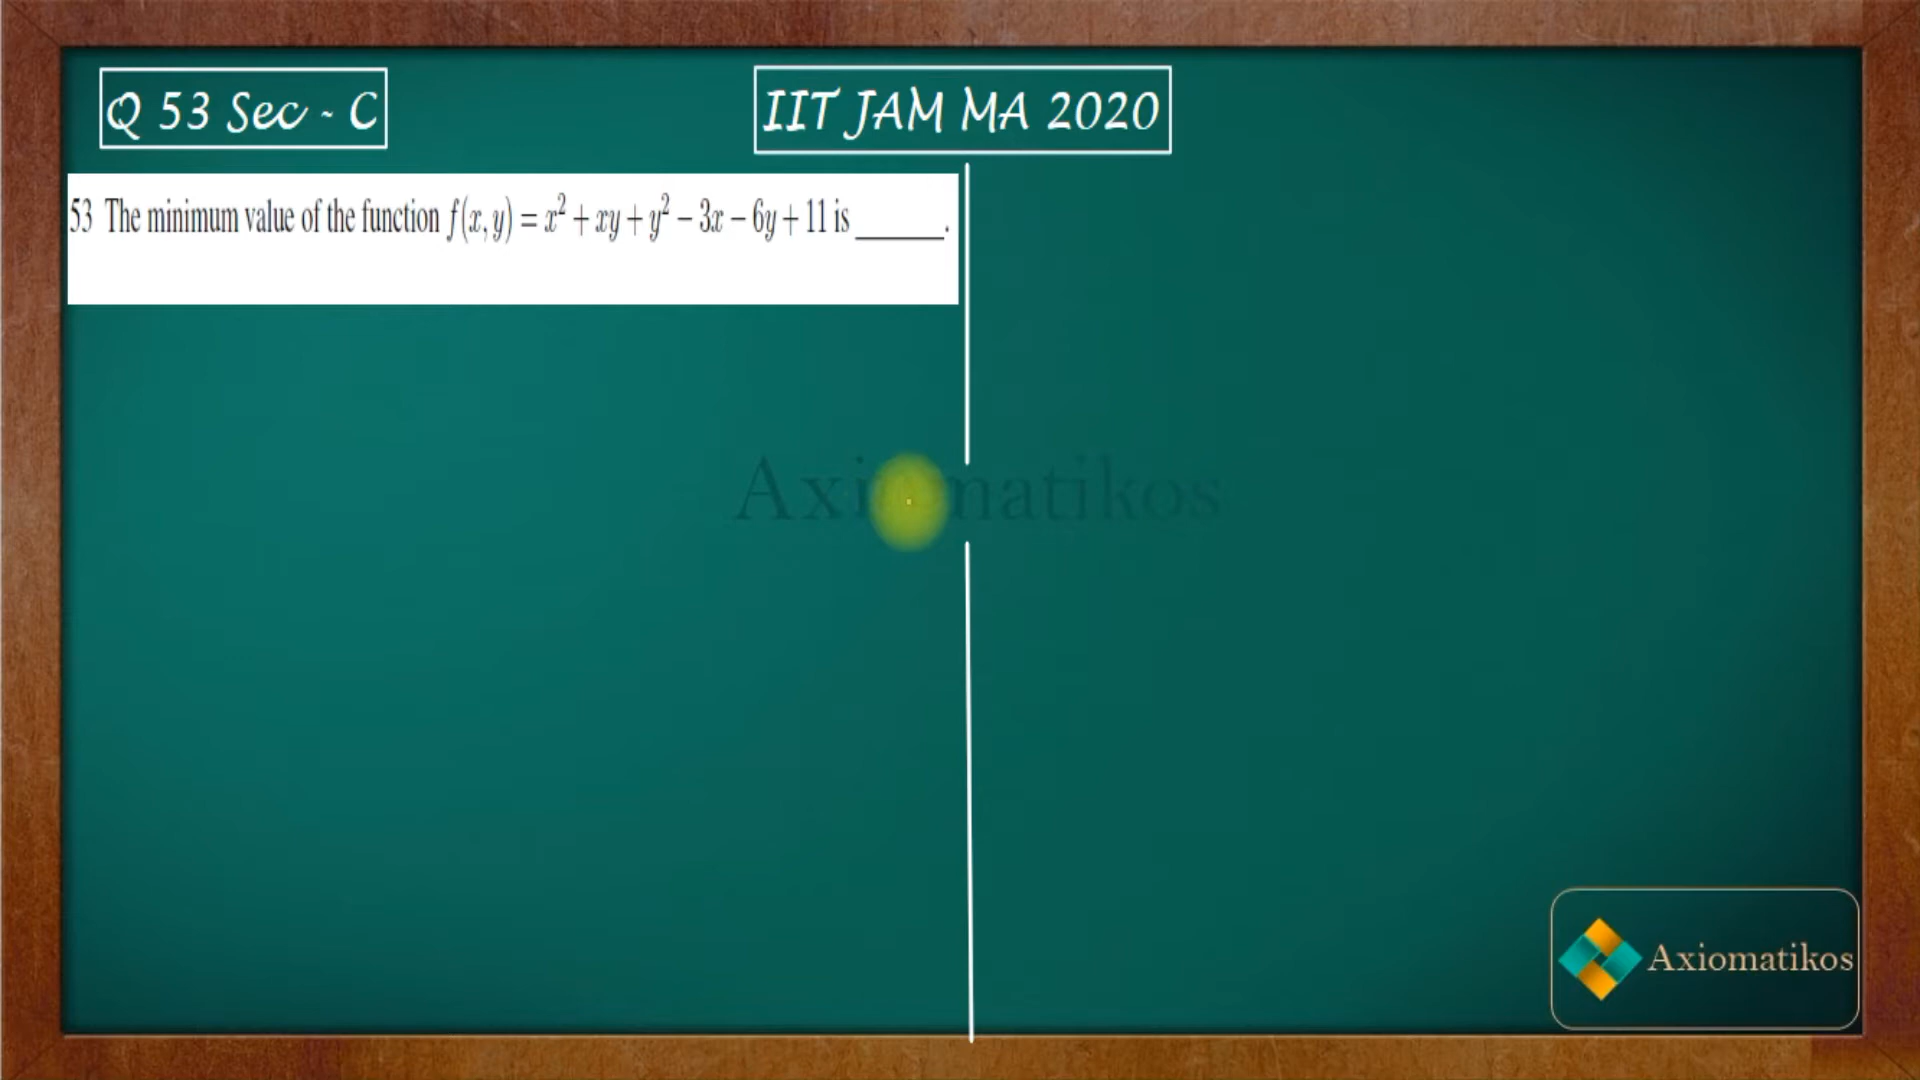 Q 53 Sec - C
IIT JAM MA 2020
53 The minimum value of the function f(x, y) = x² + xy + y² − 3x − 6y + 11 is ______.
Axiomatikos
Axiomatikos